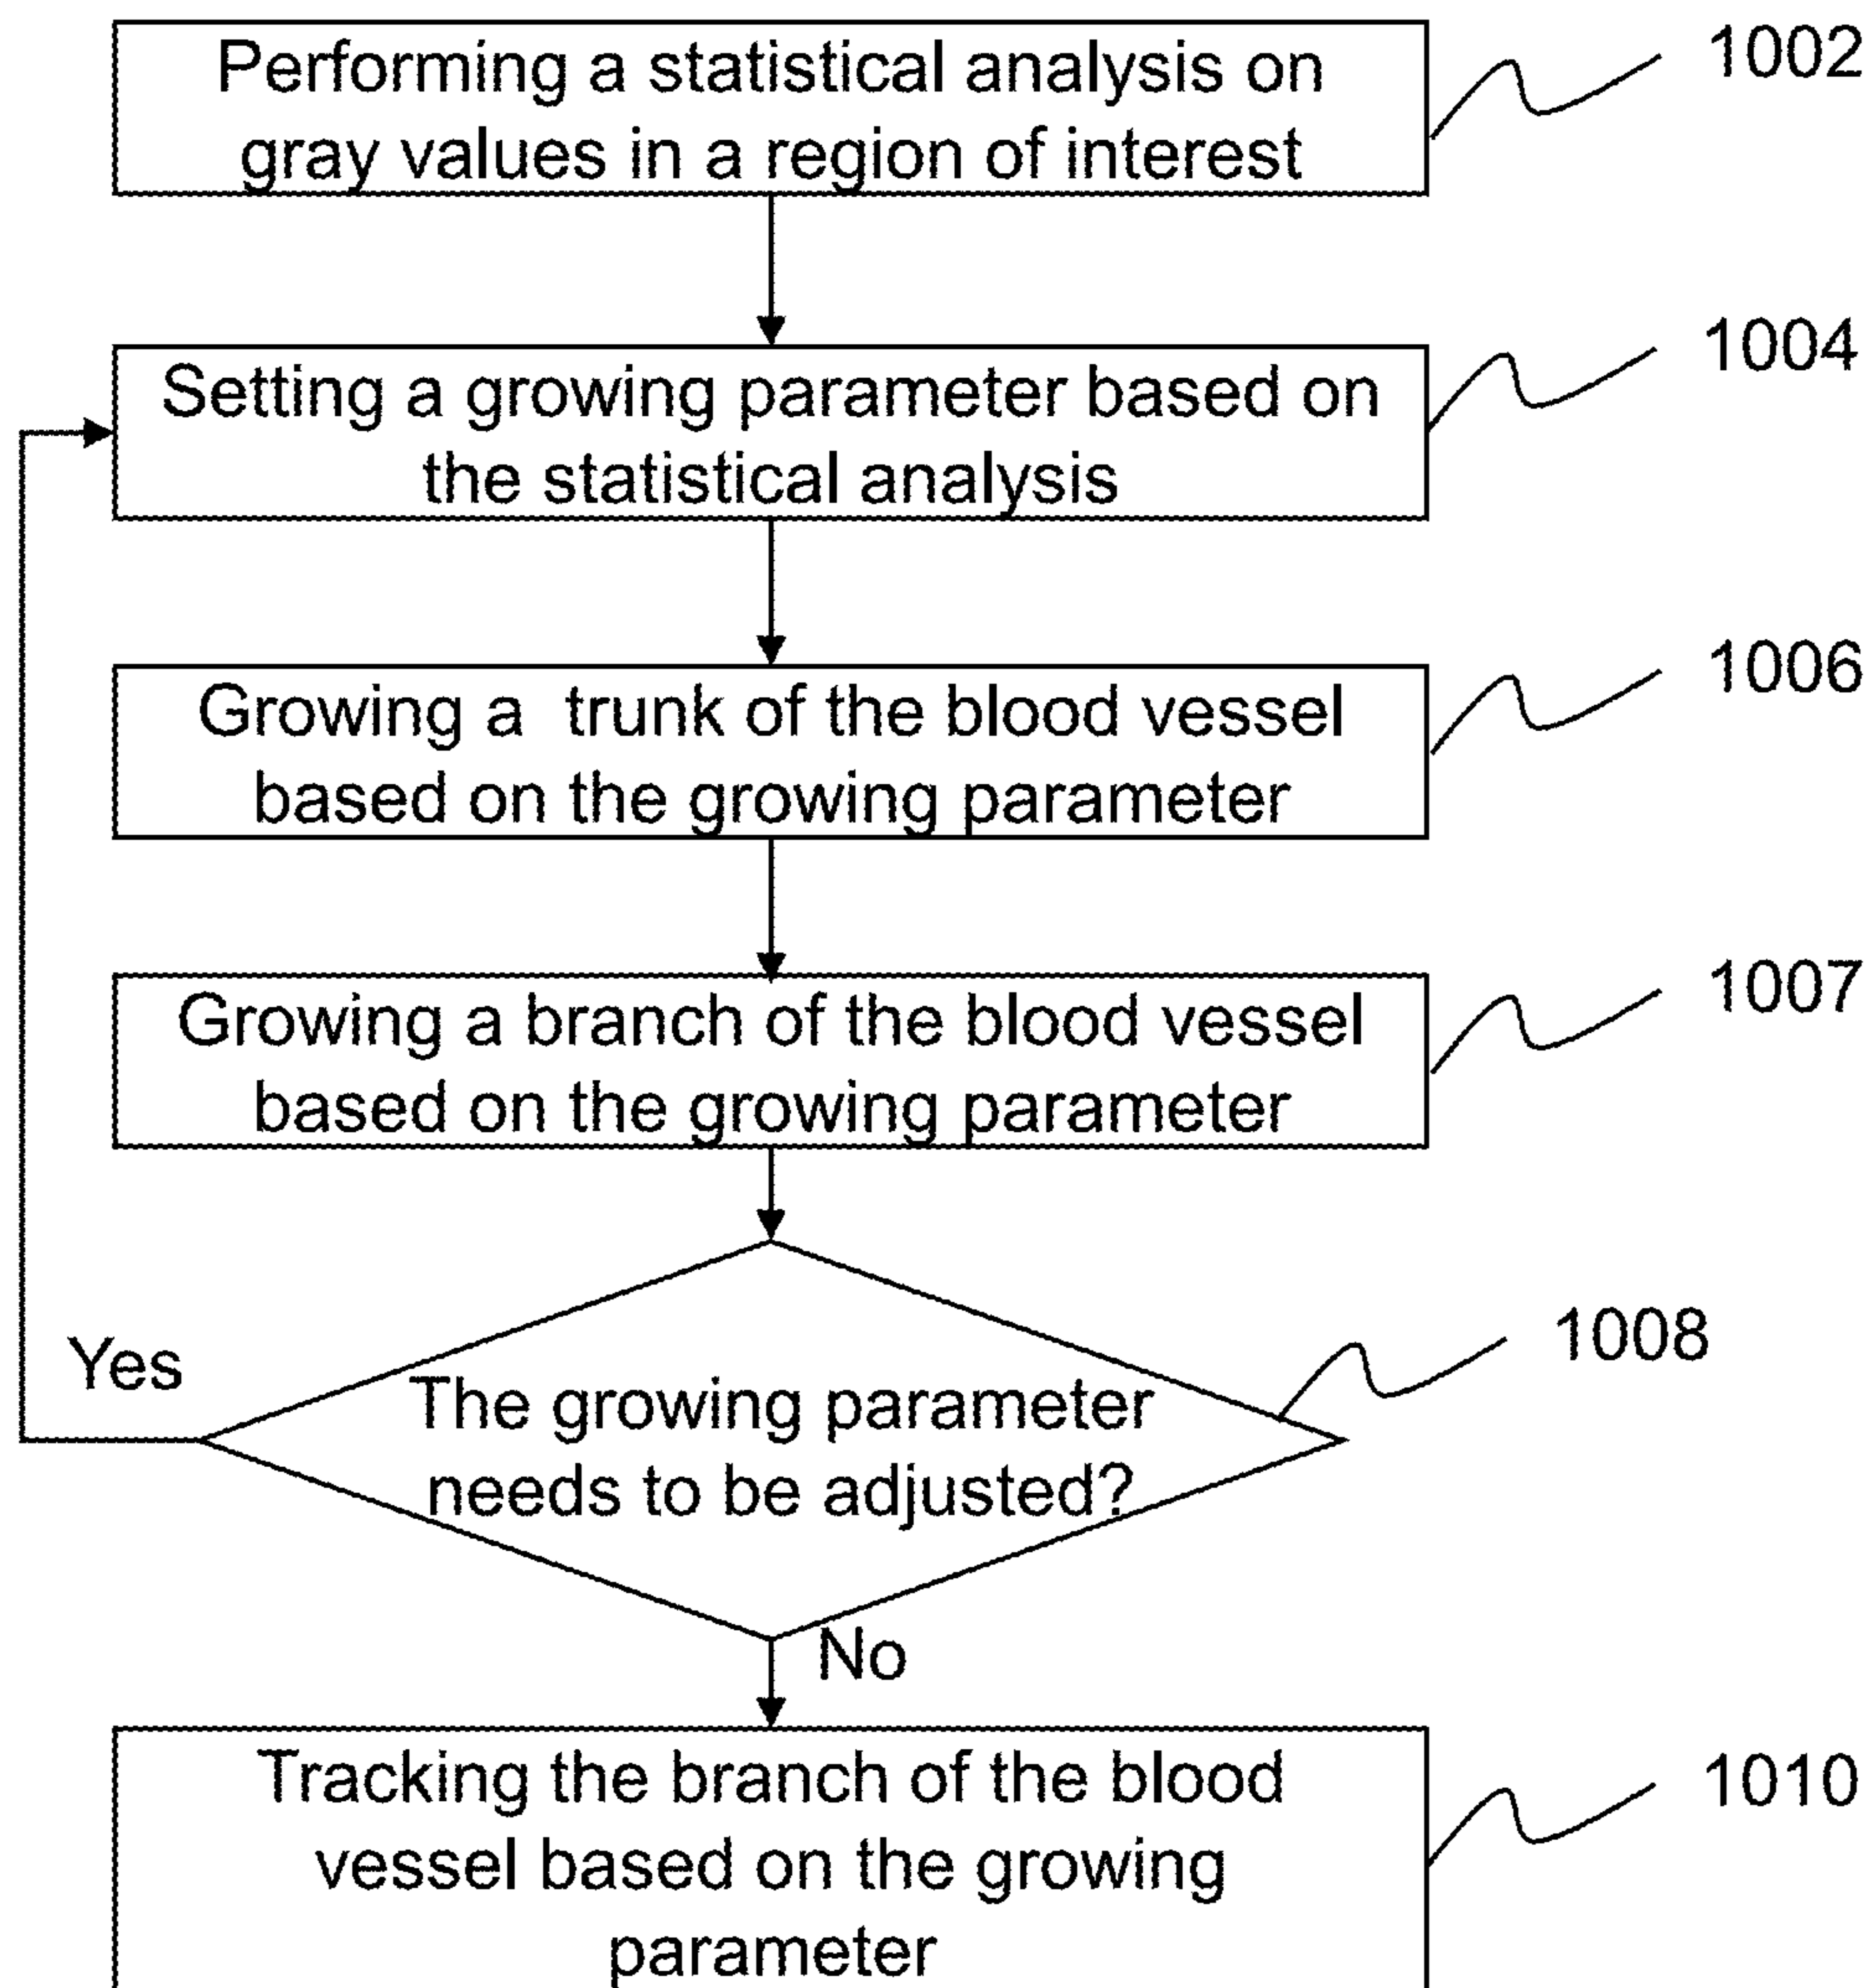 Performing a statistical analysis on
gray values in a region of interest
1002
Setting a growing parameter based on
the statistical analysis
1004
Growing a  trunk of the blood vessel
based on the growing parameter
1006
Growing a branch of the blood vessel
based on the growing parameter
1007
The growing parameter
needs to be adjusted?
1008
Yes
No
Tracking the branch of the blood
vessel based on the growing
parameter
1010